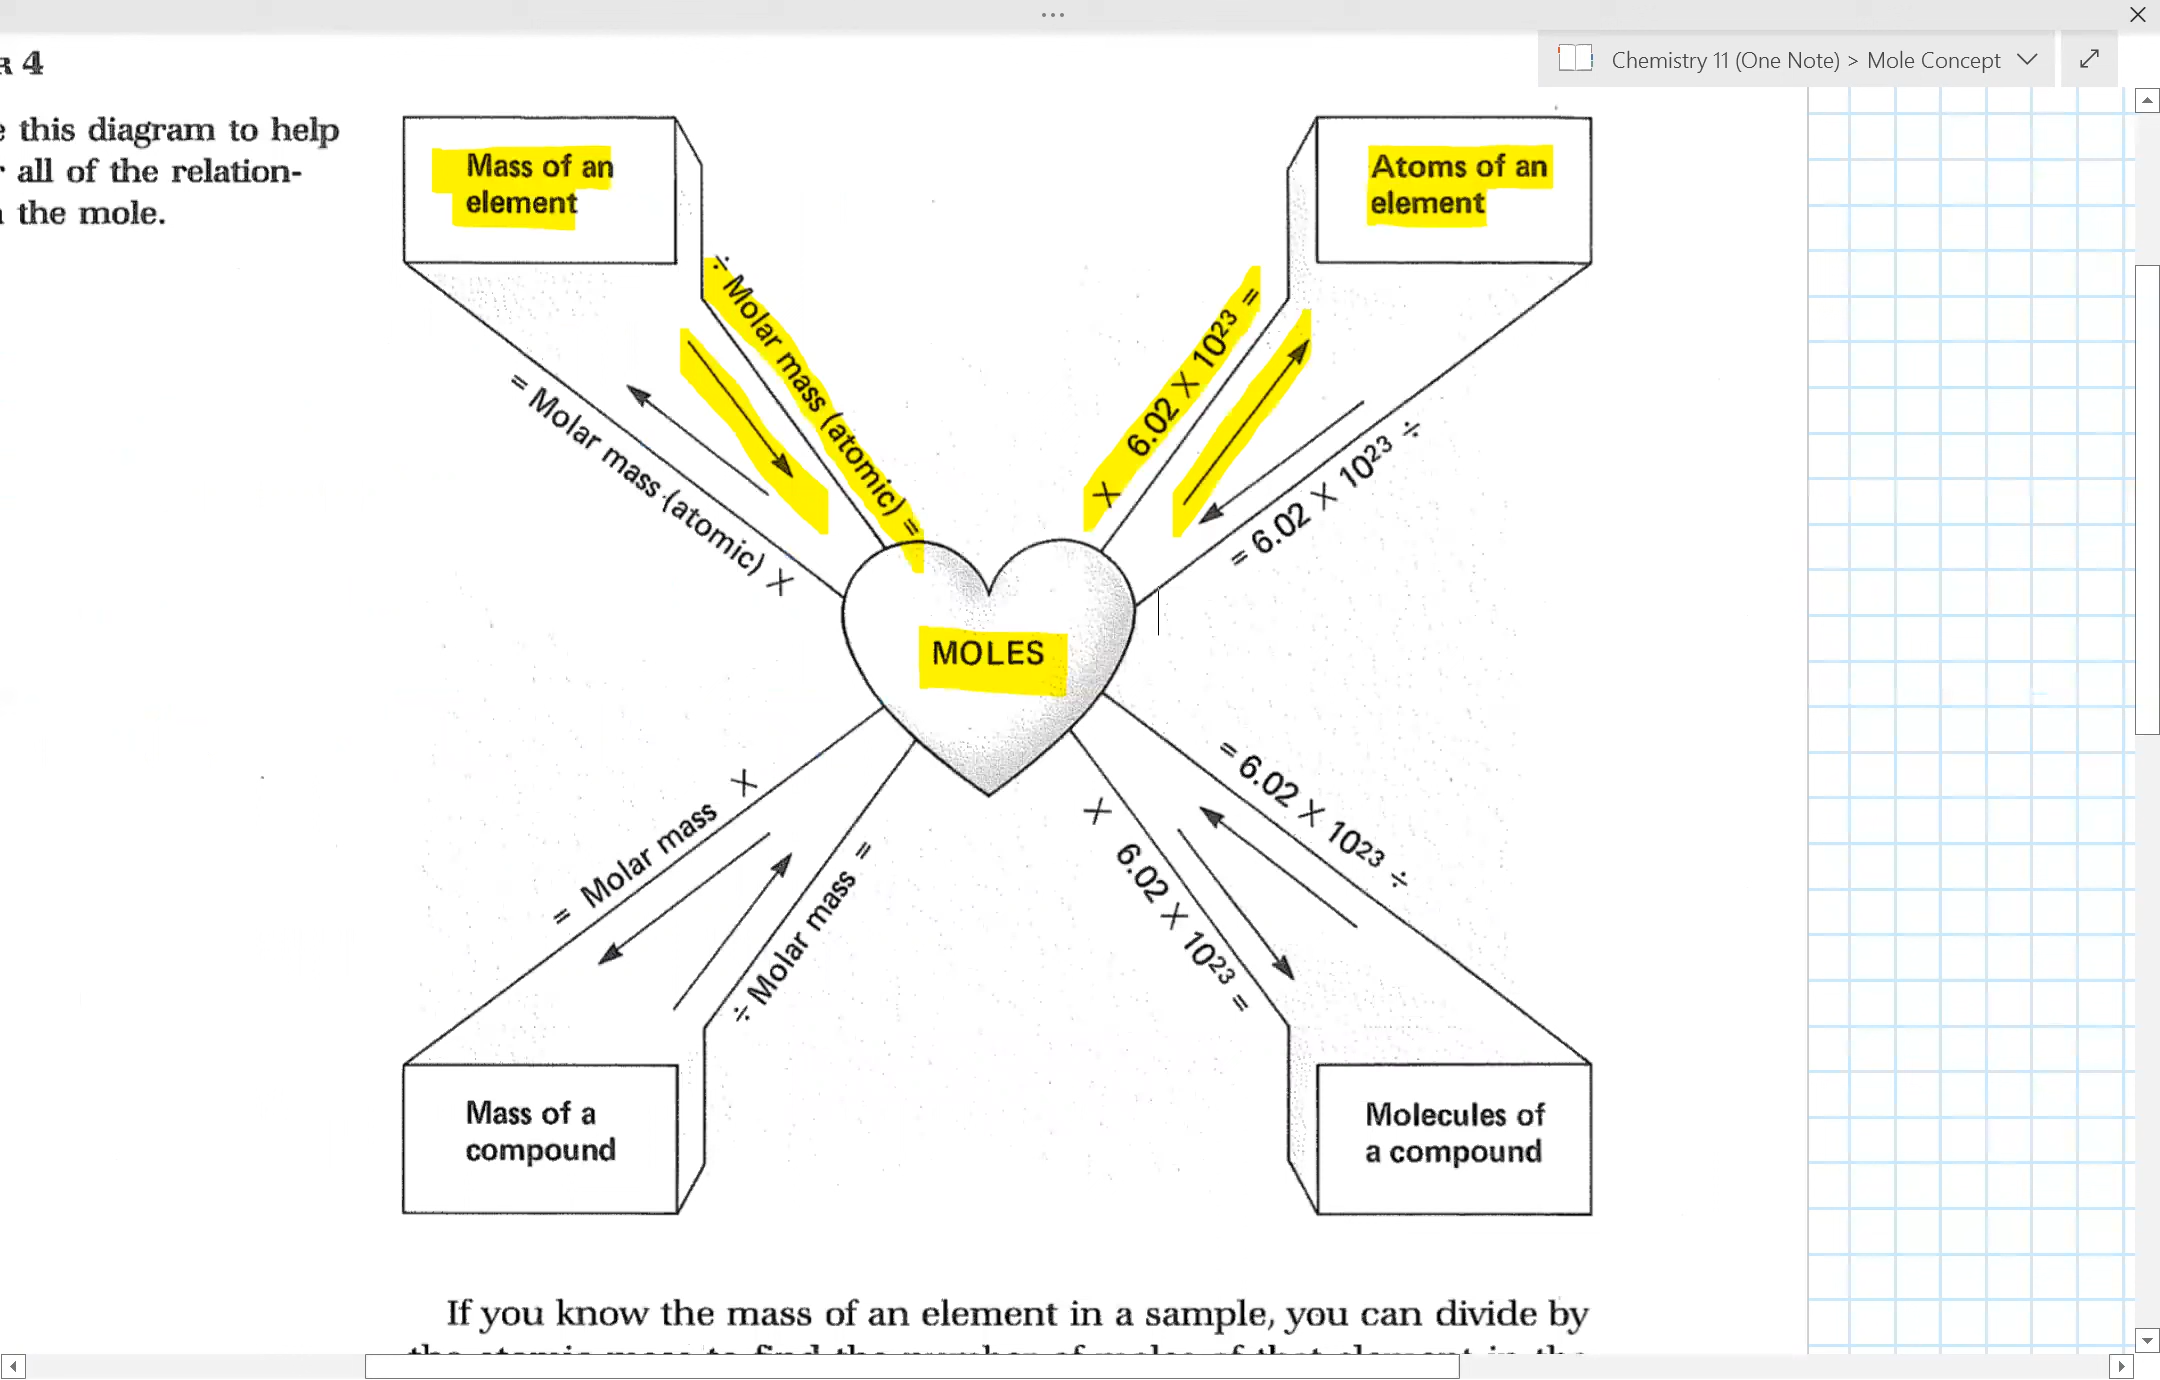 ...
Chemistry 11 (One Note) > Mole Concept
4
this diagram to help
all of the relation-
the mole.
Mass of an
element
Atoms of an
element
÷ Molar mass (atomic) =
= Molar mass (atomic) ×
× 6.02 × 10²³ =
= 6.02 × 10²³ ÷
MOLES
= Molar mass ×
÷ Molar mass =
× 6.02 × 10²³ =
= 6.02 × 10²³ ÷
Mass of a
compound
Molecules of
a compound
If you know the mass of an element in a sample, you can divide by